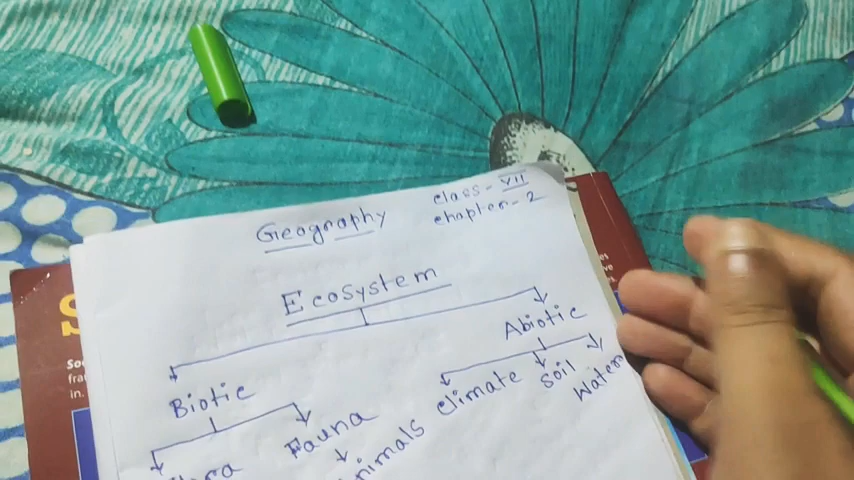 Geography
class - VII
chapter - 2
Ecosystem
Biotic
Abiotic
Fauna
climate
Soil
Water